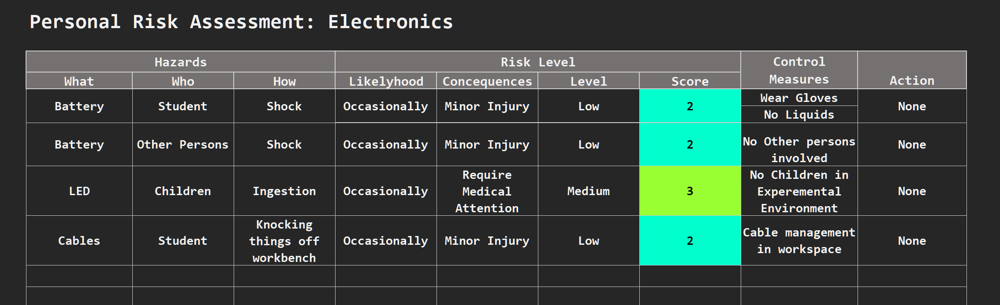 Personal Risk Assessment: Electronics
Hazards Risk Level Control Measures Action
What Who How Likelyhood Concequences Level Score
Battery Student Shock Occasionally Minor Injury Low 2 Wear Gloves None
No Liquids
Battery Other Persons Shock Occasionally Minor Injury Low 2 No Other persons None
involved
LED Children Ingestion Occasionally Require Medical Attention Medium 3 No Children in Experemental Environment None
Cables Student Knocking things off workbench Occasionally Minor Injury Low 2 Cable management in workspace None